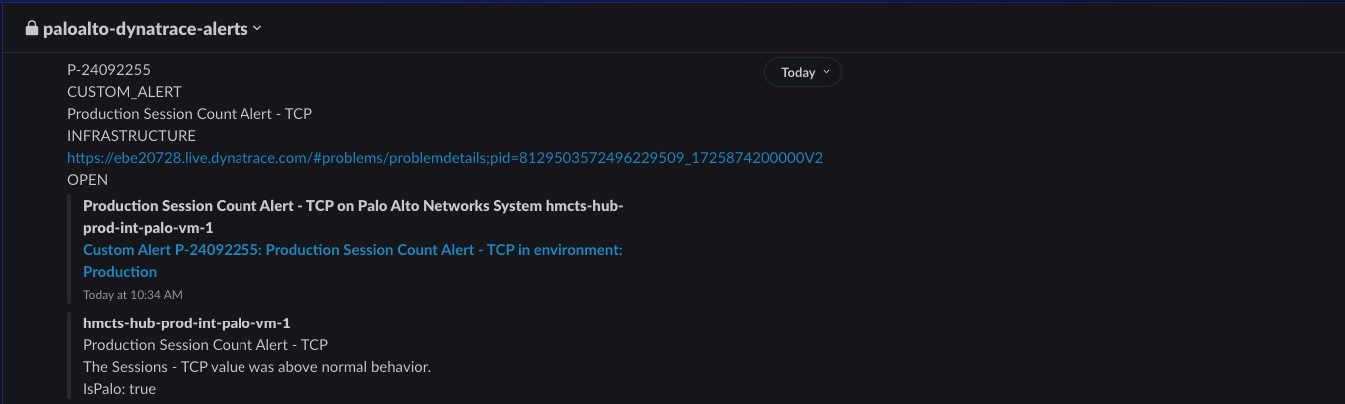 paloalto-dynatrace-alerts
Today
P-24092255
CUSTOM_ALERT
Production Session Count Alert - TCP
INFRASTRUCTURE
https://ebe20728.live.dynatrace.com/#problems/problemdetails;pid=8129503572496229509_1725874200000V2
OPEN
Production Session Count Alert - TCP on Palo Alto Networks System hmcts-hub-
prod-int-palo-vm-1
Custom Alert P-24092255: Production Session Count Alert - TCP in environment:
Production
Today at 10:34 AM
hmcts-hub-prod-int-palo-vm-1
Production Session Count Alert - TCP
The Sessions - TCP value was above normal behavior.
IsPalo: true